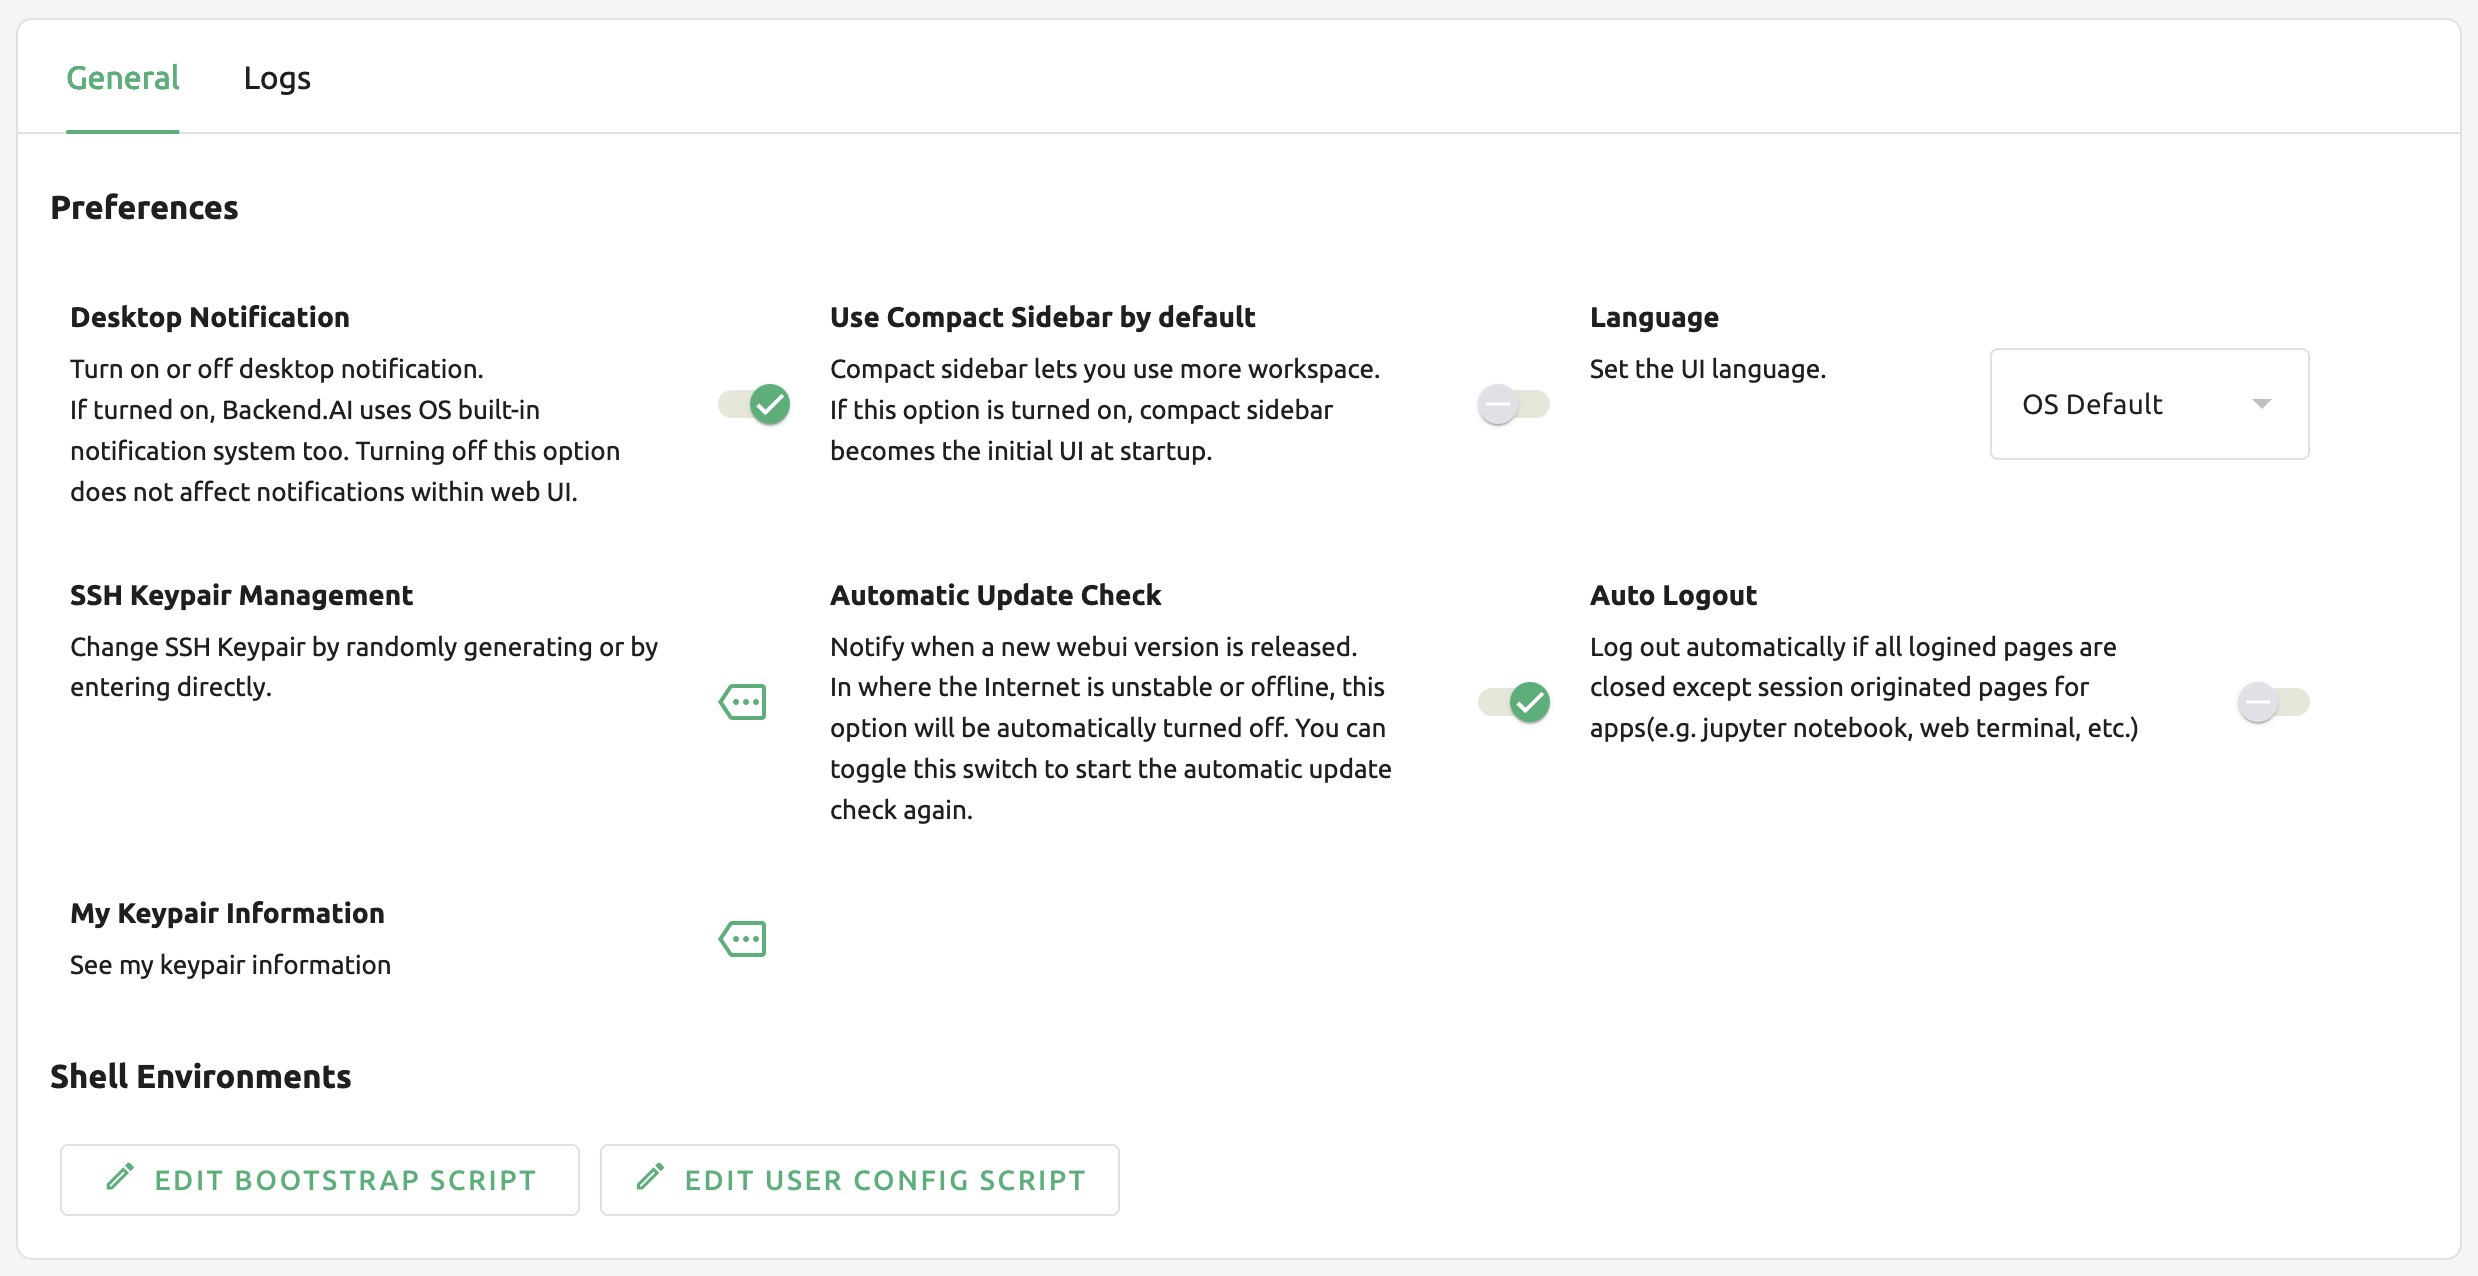 General
Logs
Preferences
Desktop Notification
Turn on or off desktop notification.
If turned on, Backend.AI uses OS built-in
notification system too. Turning off this option
does not affect notifications within web UI.
Use Compact Sidebar by default
Compact sidebar lets you use more workspace.
If this option is turned on, compact sidebar
becomes the initial UI at startup.
Language
Set the UI language.
OS Default
SSH Keypair Management
Change SSH Keypair by randomly generating or by
entering directly.
Automatic Update Check
Notify when a new webui version is released.
In where the Internet is unstable or offline, this
option will be automatically turned off. You can
toggle this switch to start the automatic update
check again.
Auto Logout
Log out automatically if all logined pages are
closed except session originated pages for
apps(e.g. jupyter notebook, web terminal, etc.)
My Keypair Information
See my keypair information
Shell Environments
EDIT BOOTSTRAP SCRIPT
EDIT USER CONFIG SCRIPT